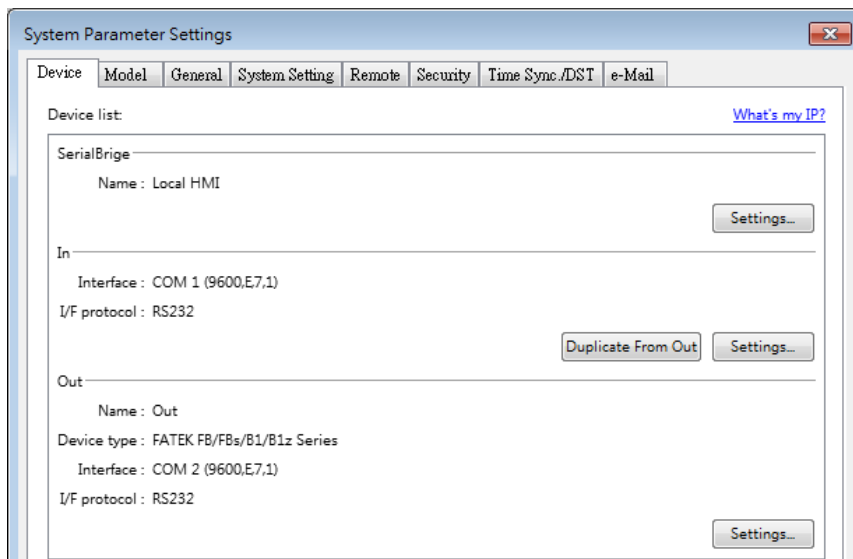 System Parameter Settings
Device Model General System Setting Remote Security Time Sync./DST e-Mail
Device list: What's my IP?
SerialBrige
Name : Local HMI
Settings...
In
Interface : COM 1 (9600,E,7,1)
I/F protocol : RS232
Duplicate From Out Settings...
Out
Name : Out
Device type : FATEK FB/FBs/B1/B1z Series
Interface : COM 2 (9600,E,7,1)
I/F protocol : RS232
Settings...